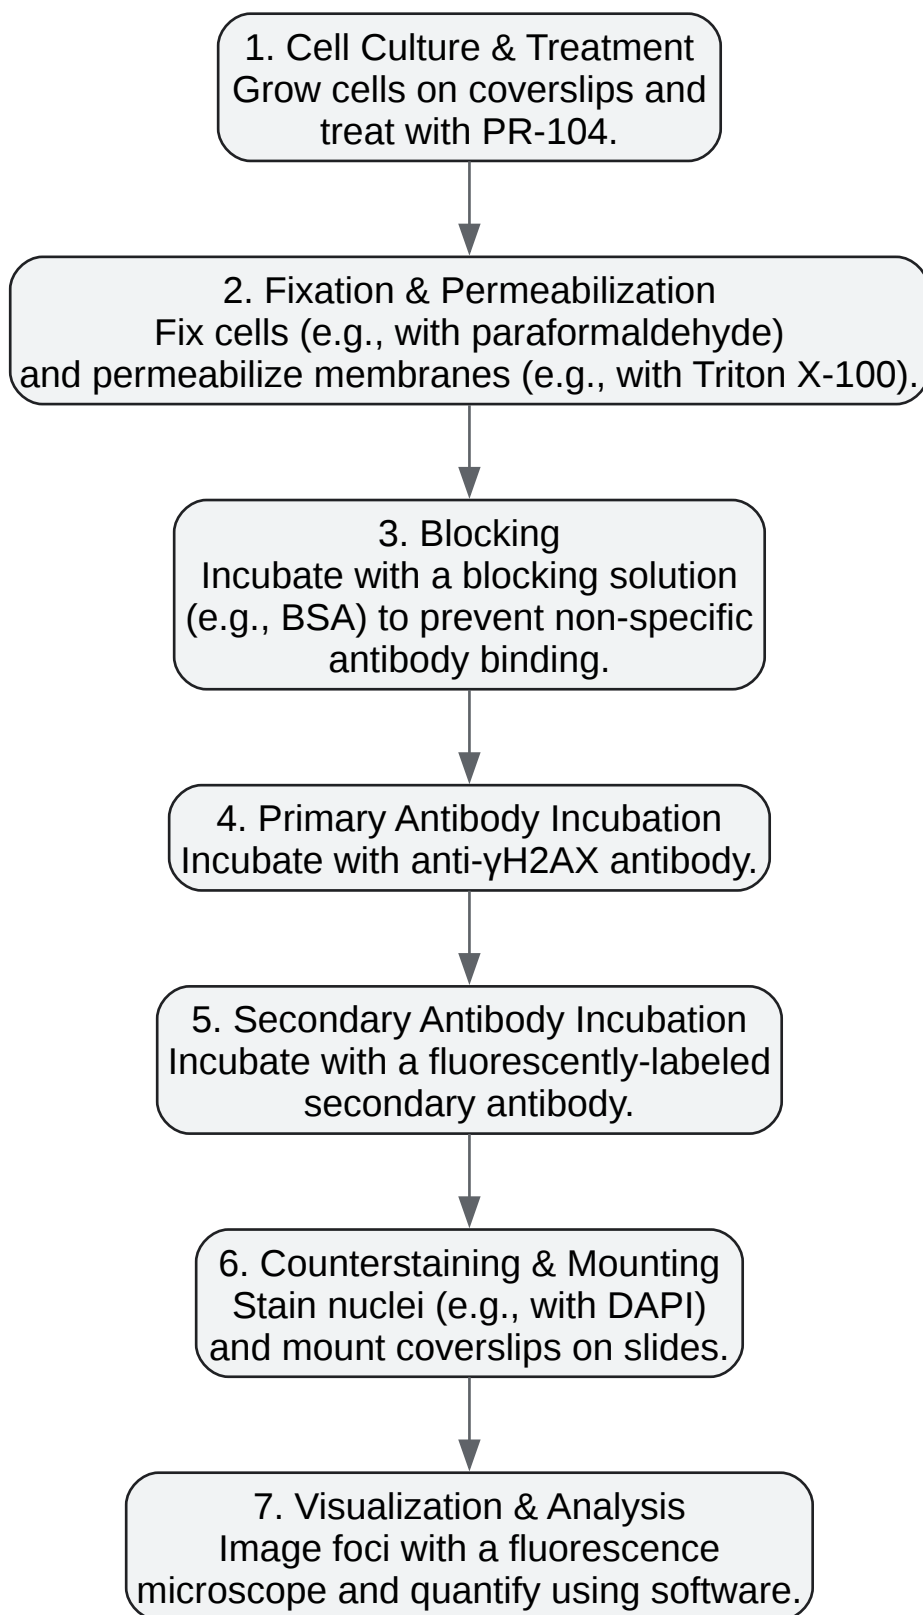 1. Cell Culture & Treatment
Grow cells on coverslips and
treat with PR-104.
2. Fixation & Permeabilization
Fix cells (e.g., with paraformaldehyde)
and permeabilize membranes (e.g., with Triton X-100).
3. Blocking
Incubate with a blocking solution
(e.g., BSA) to prevent non-specific
antibody binding.
4. Primary Antibody Incubation
Incubate with anti-γH2AX antibody.
5. Secondary Antibody Incubation
Incubate with a fluorescently-labeled
secondary antibody.
6. Counterstaining & Mounting
Stain nuclei (e.g., with DAPI)
and mount coverslips on slides.
7. Visualization & Analysis
Image foci with a fluorescence
microscope and quantify using software.